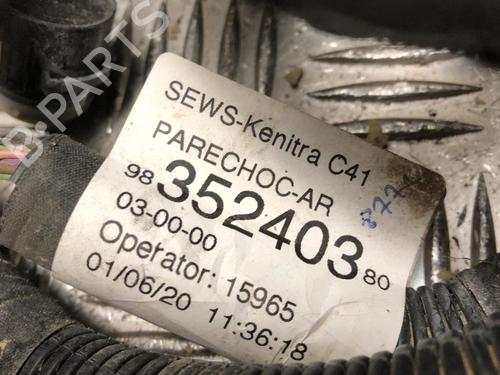 B-PARTS
SEWS-Kenitra C41
PARECHOC-AR
98 352403 80
03-00-00
Operator: 15965
01/06/20 11:36:18